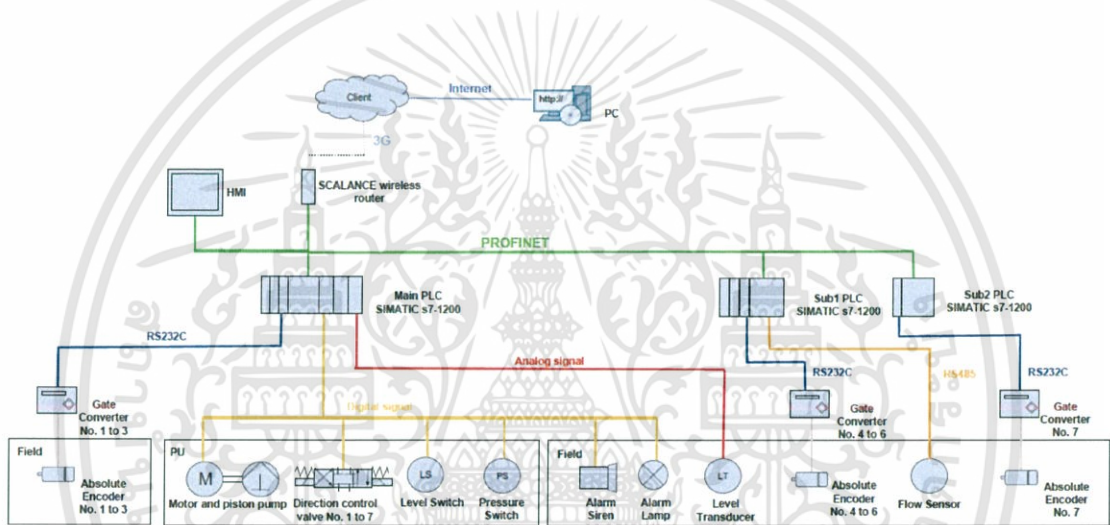 Client
Internet
http://
PC
3G
HMI
SCALANCE wireless
router
PROFINET
Main PLC
SIMATIC s7-1200
Sub1 PLC
SIMATIC s7-1200
Sub2 PLC
SIMATIC s7-1200
RS232C
Analog signal
RS232C
RS485
RS232C
Gate
Converter
No. 1 to 3
Digital signal
Gate
Converter
No. 4 to 6
Gate
Converter
No. 7
Field
Absolute
Encoder
No. 1 to 3
PU
M
Motor and piston pump
Direction control
valve No. 1 to 7
LS
Level Switch
PS
Pressure
Switch
Field
Alarm
Siren
Alarm
Lamp
LT
Level
Transducer
Absolute
Encoder
No. 4 to 6
Flow Sensor
Absolute
Encoder
No. 7